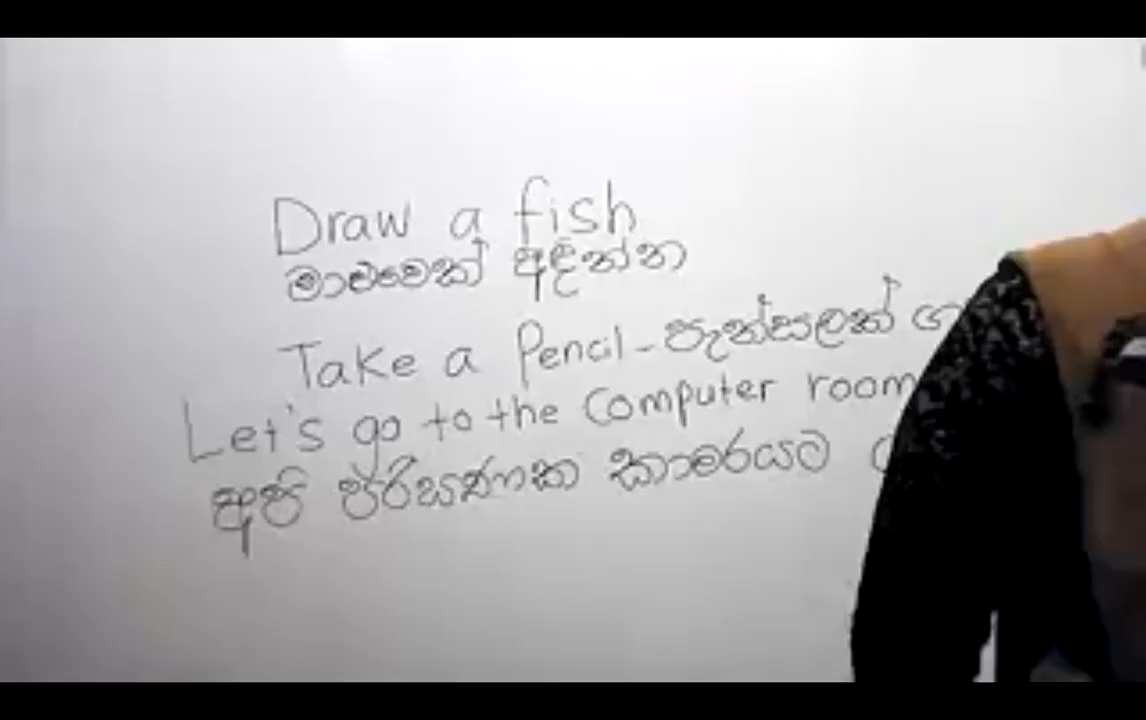 Draw a fish
මාළුවෙක් අඳින්න
Take a Pencil - පැන්සලක්
Let's go to the computer room
අපි පරිගණක කාමරයට